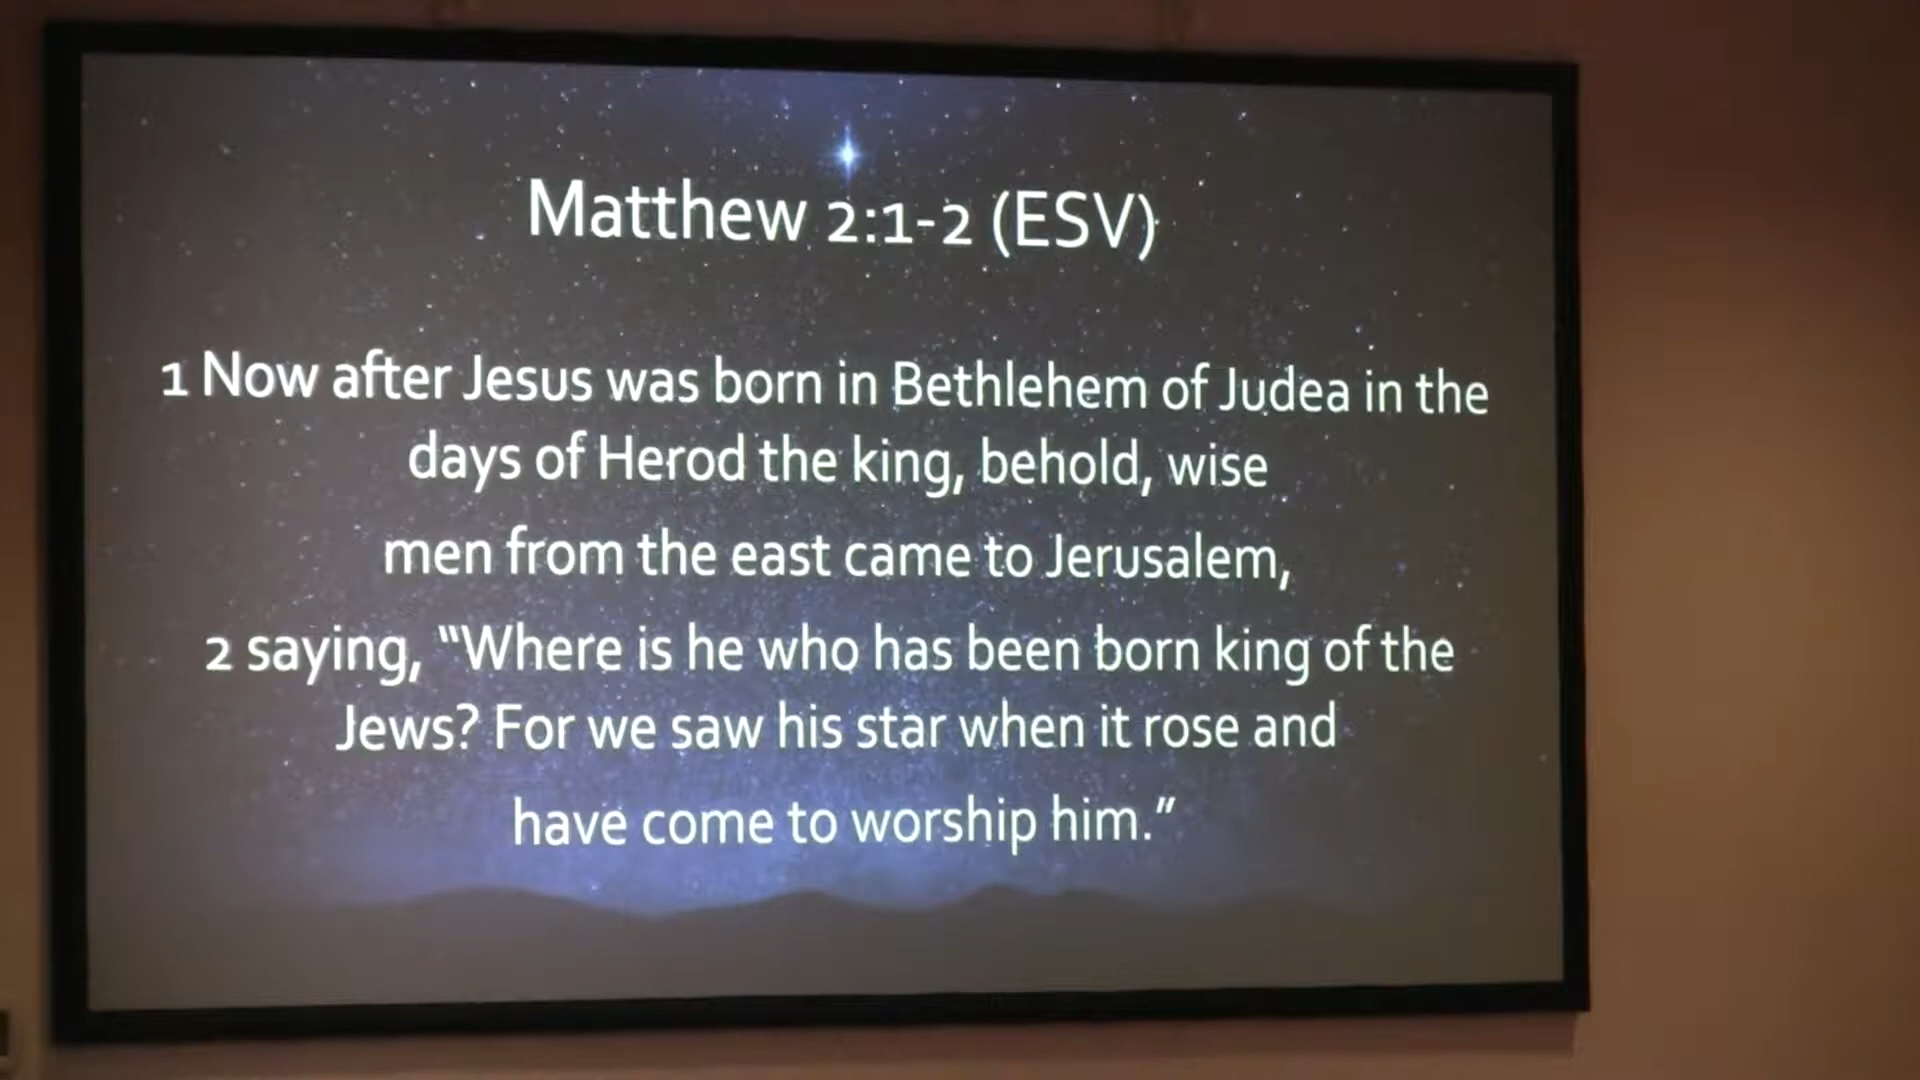 Matthew 2:1-2 (ESV)
1 Now after Jesus was born in Bethlehem of Judea in the
days of Herod the king, behold, wise
men from the east came to Jerusalem,
2 saying, “Where is he who has been born king of the
Jews? For we saw his star when it rose and
have come to worship him.”